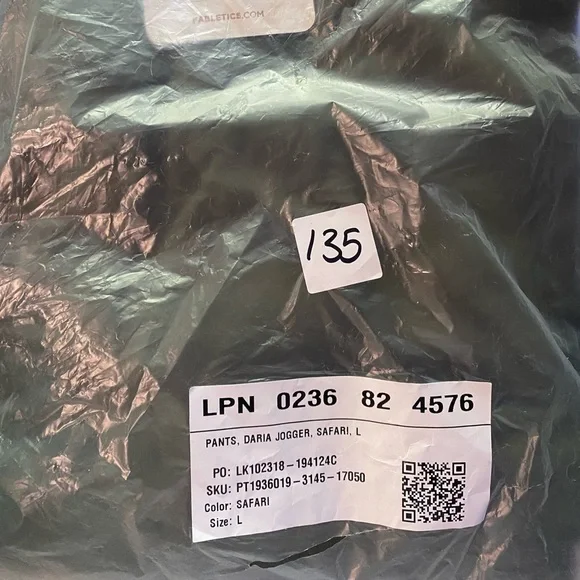 FABLETICS.COM
135
LPN 0236 82 4576
PANTS, DARIA JOGGER, SAFARI, L
PO: LK102318-194124C
SKU: PT1936019-3145-17050
Color: SAFARI
Size: L